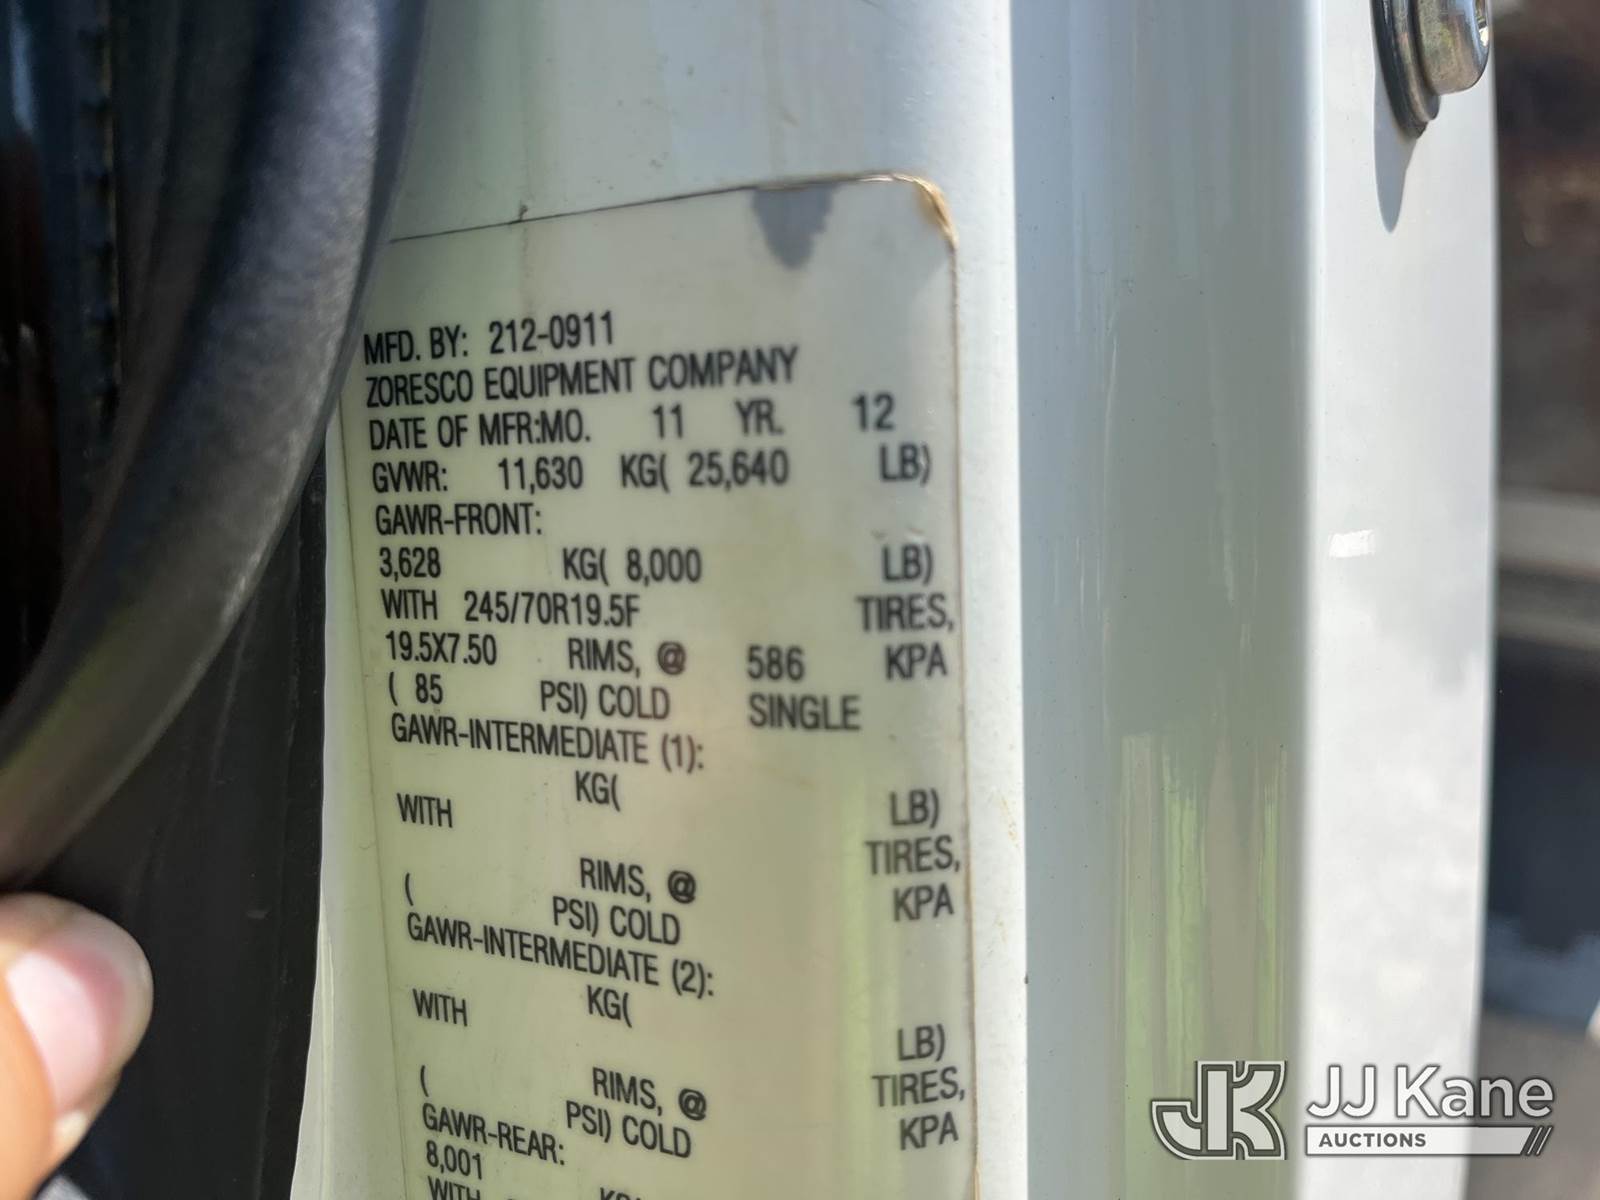 MFD. BY: 212-0911
ZORESCO EQUIPMENT COMPANY
DATE OF MFR:MO. 11 YR. 12
GVWR: 11,630 KG( 25,640 LB)
GAWR-FRONT:
3,628 KG( 8,000 LB)
WITH 245/70R19.5F TIRES,
19.5X7.50 RIMS, @ 586 KPA
( 85 PSI) COLD SINGLE
GAWR-INTERMEDIATE (1):
KG( LB)
WITH TIRES,
RIMS, @ KPA
( PSI) COLD
GAWR-INTERMEDIATE (2):
KG( LB)
WITH TIRES,
RIMS, @ KPA
( PSI) COLD
GAWR-REAR:
8,001
WITH
JK JJ Kane
AUCTIONS